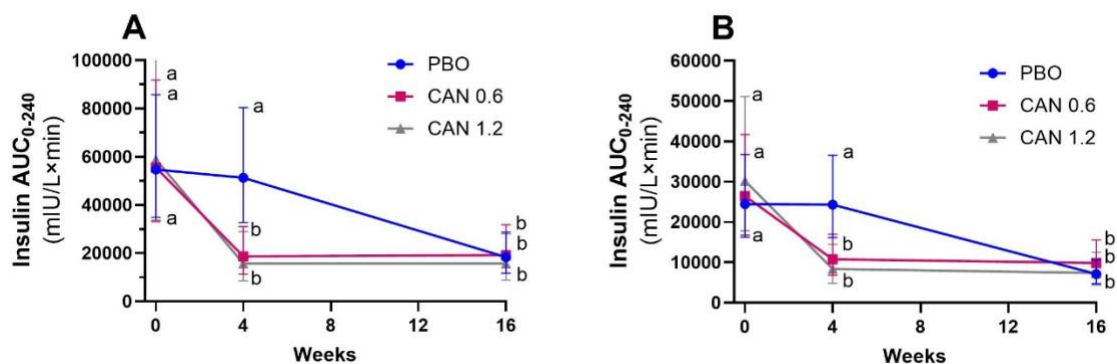 A
Insulin AUC0-240
(mIU/L×min)
100000
80000
60000
40000
20000
0
a
a
a
a
b
b
b
b
b
b
PBO
CAN 0.6
CAN 1.2
0 4 8 12 16
Weeks
B
Insulin AUC0-240
(mIU/L×min)
60000
50000
40000
30000
20000
10000
0
a
a
a
a
b
b
b
b
b
PBO
CAN 0.6
CAN 1.2
0 4 8 12 16
Weeks